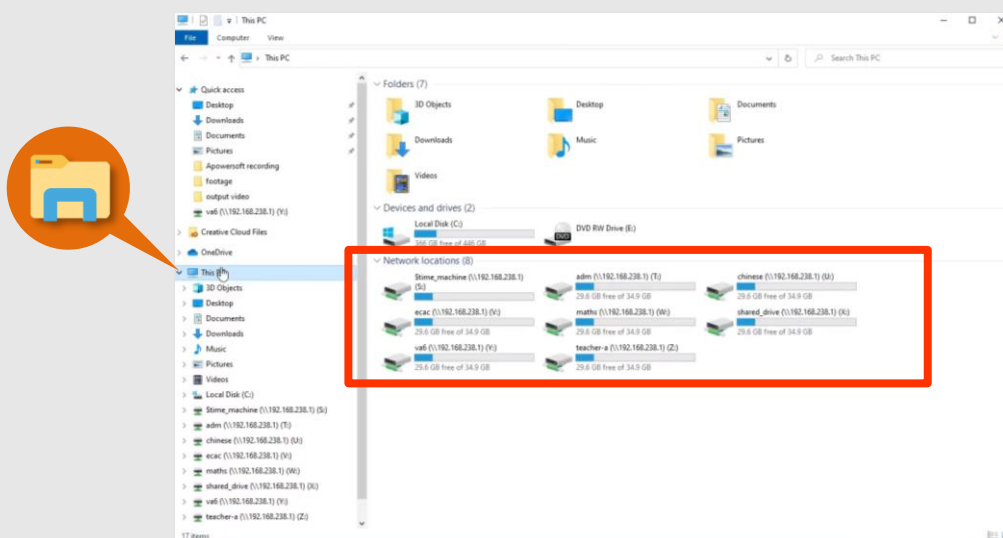 This PC
File Computer View
This PC
Search This PC
Quick access
Desktop
Downloads
Documents
Pictures
Apowersoft recording
footage
output video
va6 (\\192.168.238.1) (Y:)
Creative Cloud Files
OneDrive
This
3D Objects
Desktop
Documents
Downloads
Music
Pictures
Videos
Local Disk (C:)
Stime_machine (\\192.168.238.1) (S:)
adm (\\192.168.238.1) (T:)
chinese (\\192.168.238.1) (U:)
ecac (\\192.168.238.1) (V:)
maths (\\192.168.238.1) (W:)
shared_drive (\\192.168.238.1) (X:)
va6 (\\192.168.238.1) (Y:)
teacher-a (\\192.168.238.1) (Z:)
17 items
Folders (7)
3D Objects
Desktop
Documents
Downloads
Music
Pictures
Videos
Devices and drives (2)
Local Disk (C:)
366 GB free of 446 GB
DVD RW Drive (E:)
DVD
Network locations (8)
Stime_machine (\\192.168.238.1)
(S:)
adm (\\192.168.238.1) (T:)
29.6 GB free of 34.9 GB
chinese (\\192.168.238.1) (U:)
29.6 GB free of 34.9 GB
ecac (\\192.168.238.1) (V:)
29.6 GB free of 34.9 GB
maths (\\192.168.238.1) (W:)
29.6 GB free of 34.9 GB
shared_drive (\\192.168.238.1) (X:)
29.6 GB free of 34.9 GB
va6 (\\192.168.238.1) (Y:)
29.6 GB free of 34.9 GB
teacher-a (\\192.168.238.1) (Z:)
29.6 GB free of 34.9 GB